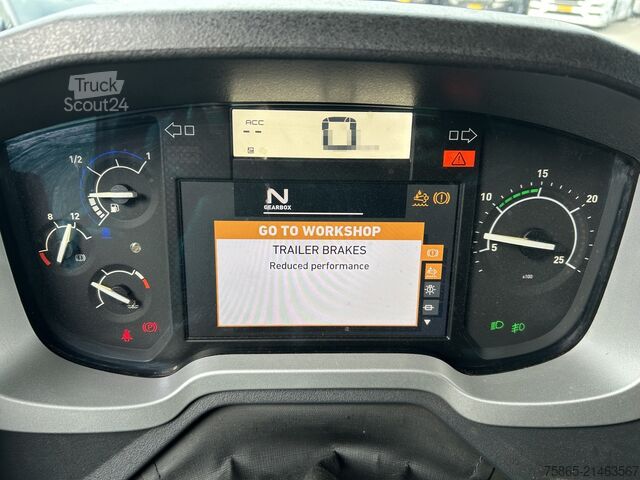 Truck
Scout24
ACC
-- --
1/2
1
8
12
N
GEARBOX
GO TO WORKSHOP
TRAILER BRAKES
Reduced performance
5
10
15
20
25
x100
75865-21463567